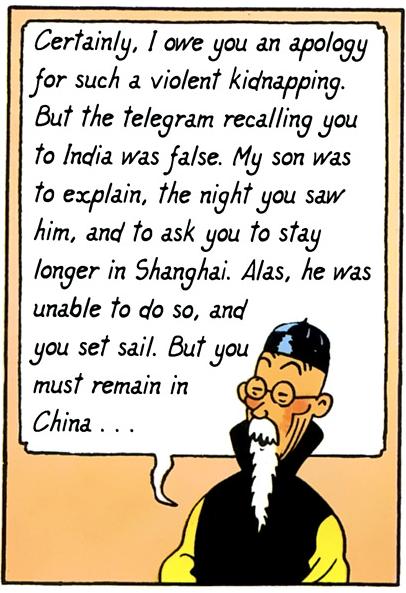 Certainly, I owe you an apology
for such a violent kidnapping.
But the telegram recalling you
to India was false. My son was
to explain, the night you saw
him, and to ask you to stay
longer in Shanghai. Alas, he was
unable to do so, and
you set sail. But you
must remain in
China . . .